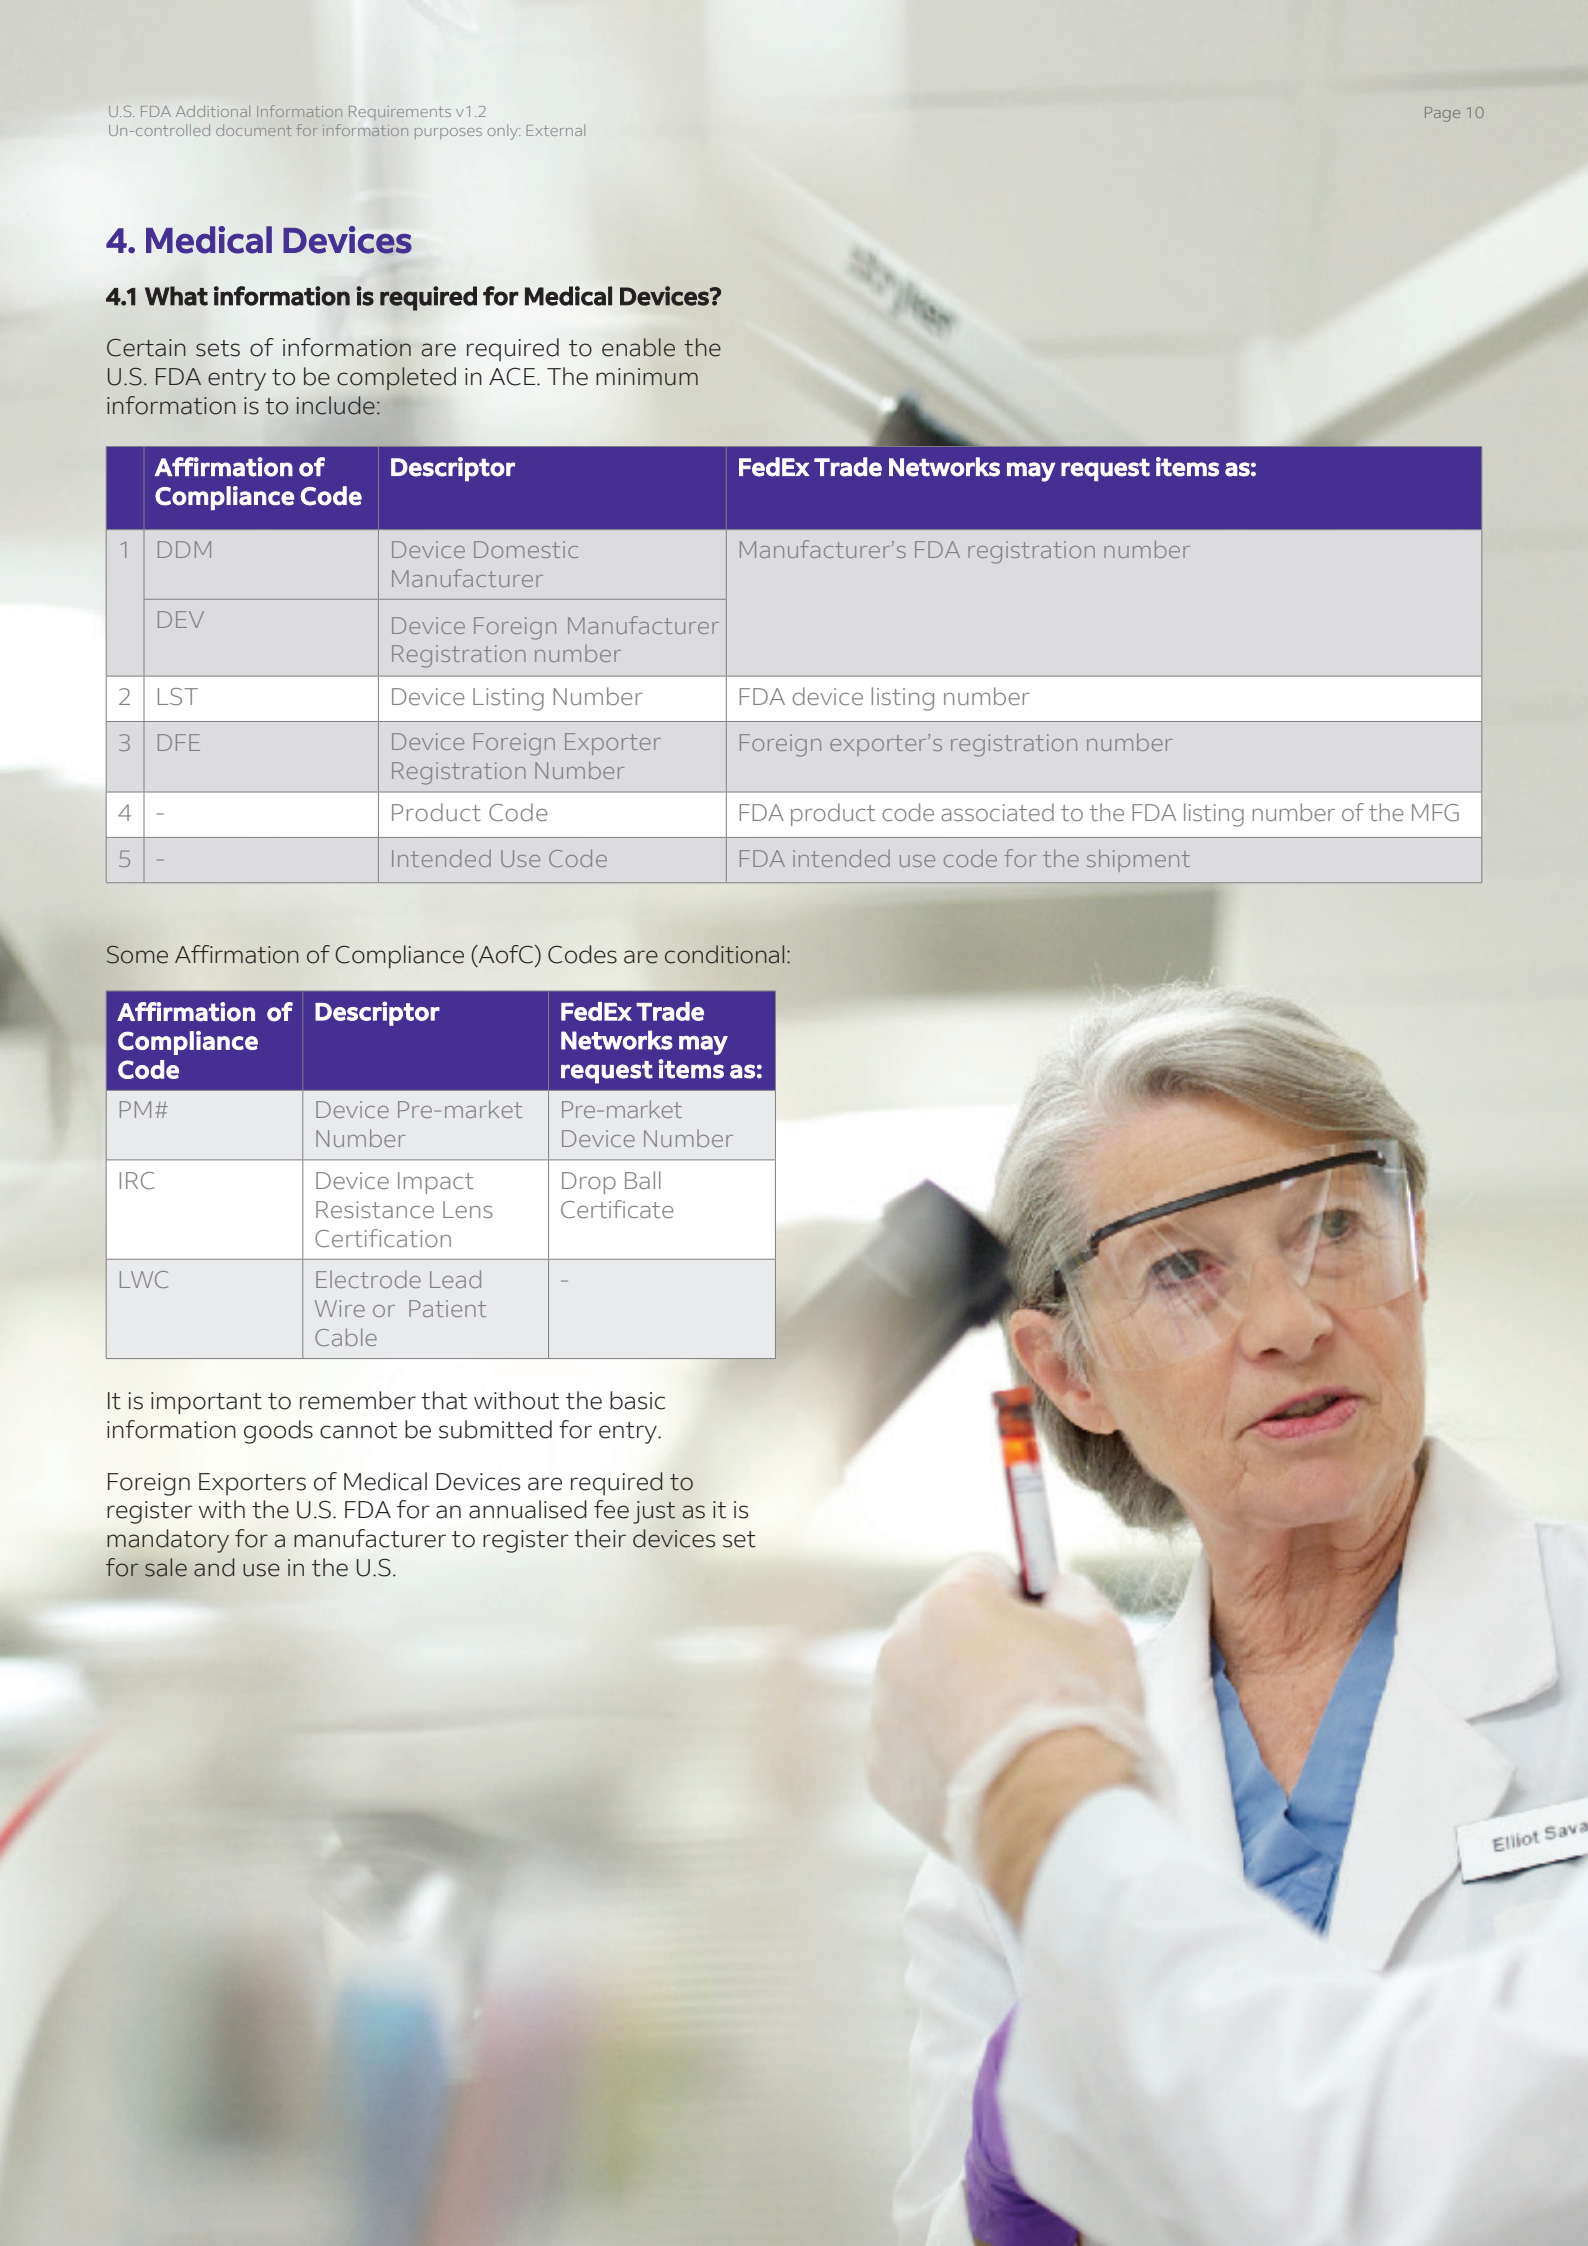 U.S. FDA Additional Information Requirements v1.2
Un-controlled document for information purposes only: External
Page 10
4. Medical Devices
4.1 What information is required for Medical Devices?
Certain sets of information are required to enable the
U.S. FDA entry to be completed in ACE. The minimum
information is to include:
Affirmation of
Compliance Code
Descriptor
FedEx Trade Networks may request items as:
1
DDM
Device Domestic
Manufacturer
Manufacturer's FDA registration number
DEV
Device Foreign Manufacturer
Registration number
2
LST
Device Listing Number
FDA device listing number
3
DFE
Device Foreign Exporter
Registration Number
Foreign exporter's registration number
4
-
Product Code
FDA product code associated to the FDA listing number of the MFG
5
-
Intended Use Code
FDA intended use code for the shipment
Some Affirmation of Compliance (AofC) Codes are conditional:
Affirmation of
Compliance
Code
Descriptor
FedEx Trade
Networks may
request items as:
PM#
Device Pre-market
Number
Pre-market
Device Number
IRC
Device Impact
Resistance Lens
Certification
Drop Ball
Certificate
LWC
Electrode Lead
Wire or Patient
Cable
-
It is important to remember that without the basic
information goods cannot be submitted for entry.
Foreign Exporters of Medical Devices are required to
register with the U.S. FDA for an annualised fee just as it is
mandatory for a manufacturer to register their devices set
for sale and use in the U.S.
stryker
Elliot Sava